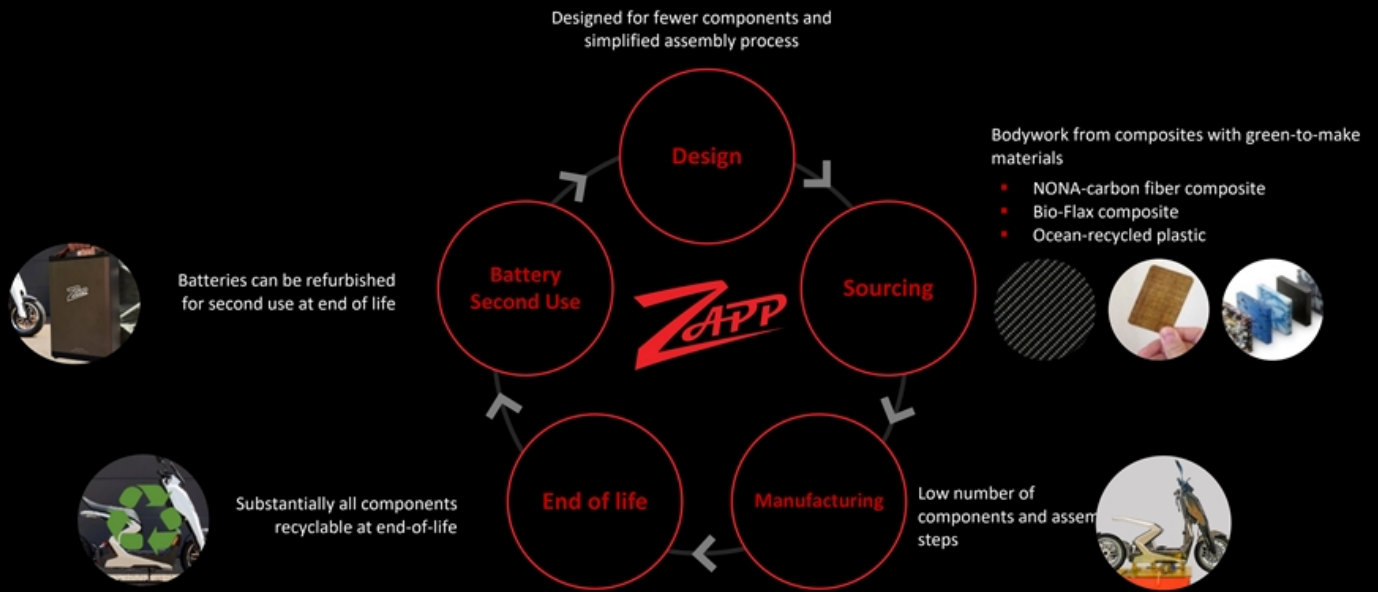 Designed for fewer components and
simplified assembly process
Design
Bodywork from composites with green-to-make
materials
▪ NONA-carbon fiber composite
▪ Bio-Flax composite
▪ Ocean-recycled plastic
Battery
Second Use
Batteries can be refurbished
for second use at end of life
ZAPP
Sourcing
Substantially all components
recyclable at end-of-life
End of life
Manufacturing
Low number of
components and assem
steps